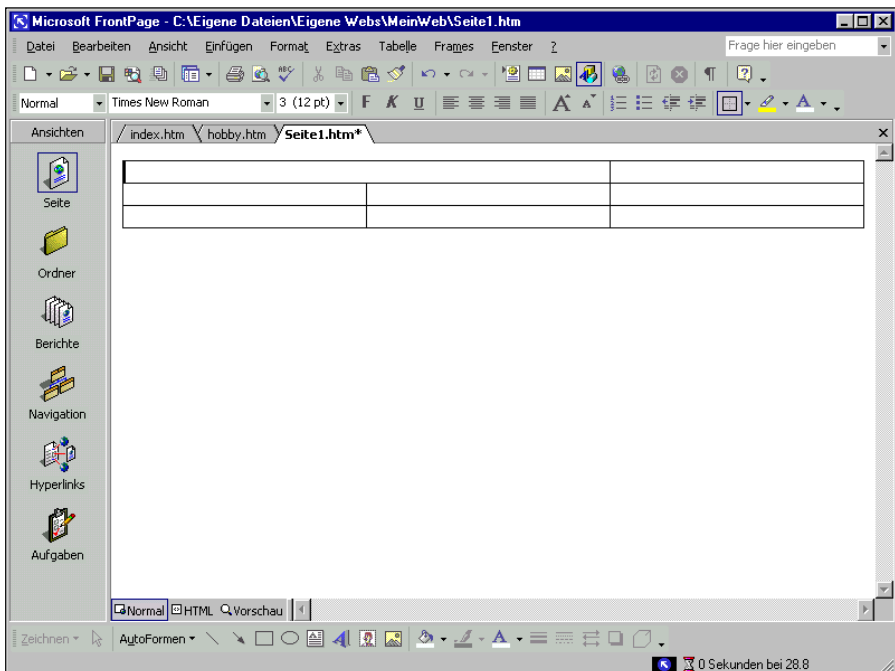 Microsoft FrontPage - C:\Eigene Dateien\Eigene Webs\MeinWeb\Seite1.htm
Datei Bearbeiten Ansicht Einfügen Format Extras Tabelle Frames Fenster ? Frage hier eingeben
Normal Times New Roman 3 (12 pt) F K U
Ansichten
index.htm hobby.htm Seite1.htm*
Seite
Ordner
Berichte
Navigation
Hyperlinks
Aufgaben
Normal HTML Vorschau
Zeichnen AutoFormen
0 Sekunden bei 28.8